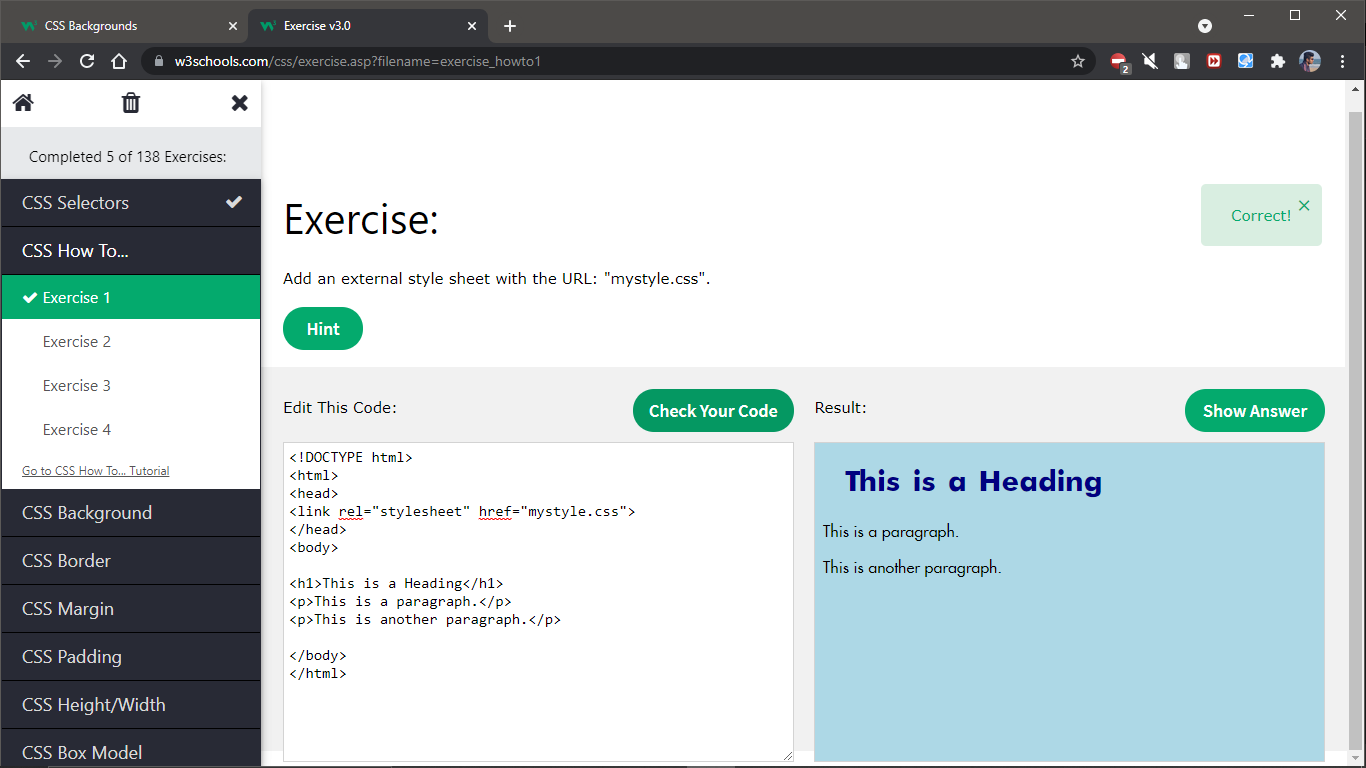 CSS Backgrounds
Exercise v3.0
w3schools.com/css/exercise.asp?filename=exercise_howto1
2
Completed 5 of 138 Exercises:
CSS Selectors
CSS How To...
Exercise 1
Exercise 2
Exercise 3
Exercise 4
Go to CSS How To... Tutorial
CSS Background
CSS Border
CSS Margin
CSS Padding
CSS Height/Width
CSS Box Model
Exercise:
Correct!
Add an external style sheet with the URL: "mystyle.css".
Hint
Edit This Code:
Check Your Code
<!DOCTYPE html>
<html>
<head>
<link rel="stylesheet" href="mystyle.css">
</head>
<body>
<h1>This is a Heading</h1>
<p>This is a paragraph.</p>
<p>This is another paragraph.</p>
</body>
</html>
Result:
Show Answer
This is a Heading
This is a paragraph.
This is another paragraph.